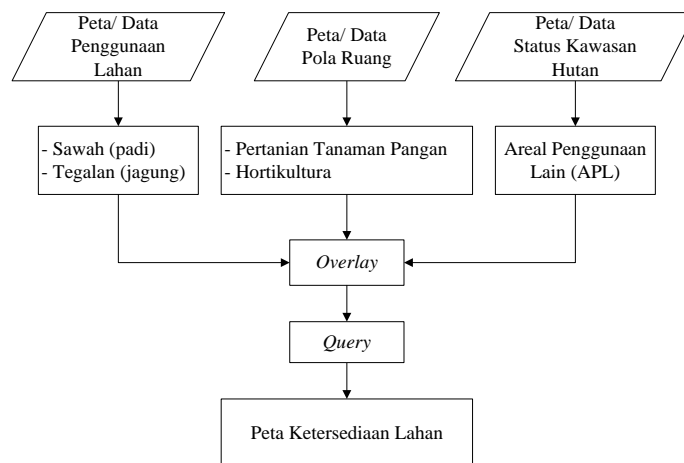 Peta/ Data
Penggunaan
Lahan
Peta/ Data
Pola Ruang
Peta/ Data
Status Kawasan
Hutan
- Sawah (padi)
- Tegalan (jagung)
- Pertanian Tanaman Pangan
- Hortikultura
Areal Penggunaan
Lain (APL)
Overlay
Query
Peta Ketersediaan Lahan